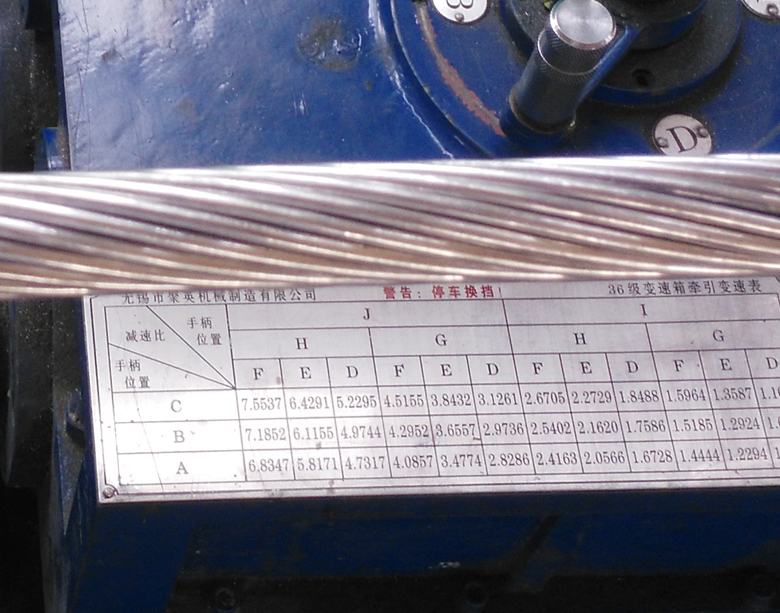 B
D
无锡市聚英机械制造有限公司 警告：停车换挡！ 36级变速箱牵引变速表
减速比 手柄位置 J I
手柄位置 H G H G
F E D F E D F E D F E D
C 7.5537 6.4291 5.2295 4.5155 3.8432 3.1261 2.6705 2.2729 1.8488 1.5964 1.3587
B 7.1852 6.1155 4.9744 4.2952 3.6557 2.9736 2.5402 2.1620 1.7586 1.5185 1.2924
A 6.8347 5.8171 4.7317 4.0857 3.4774 2.8286 2.4163 2.0566 1.6728 1.4444 1.2294